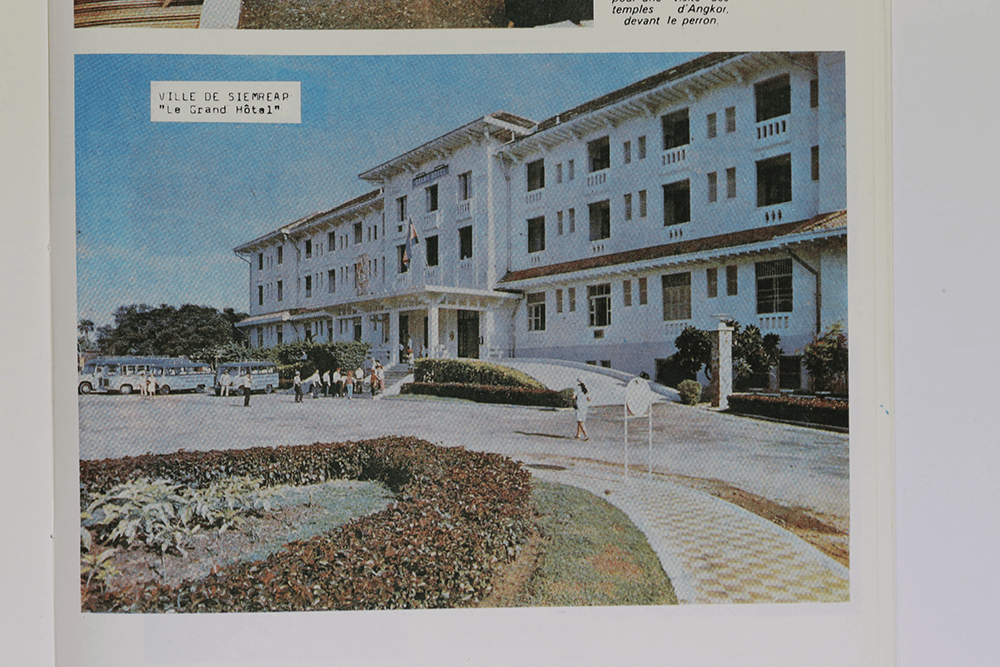 temples d'Angkor,
devant le perron.
VILLE DE SIEMREAP
"Le Grand Hôtel"